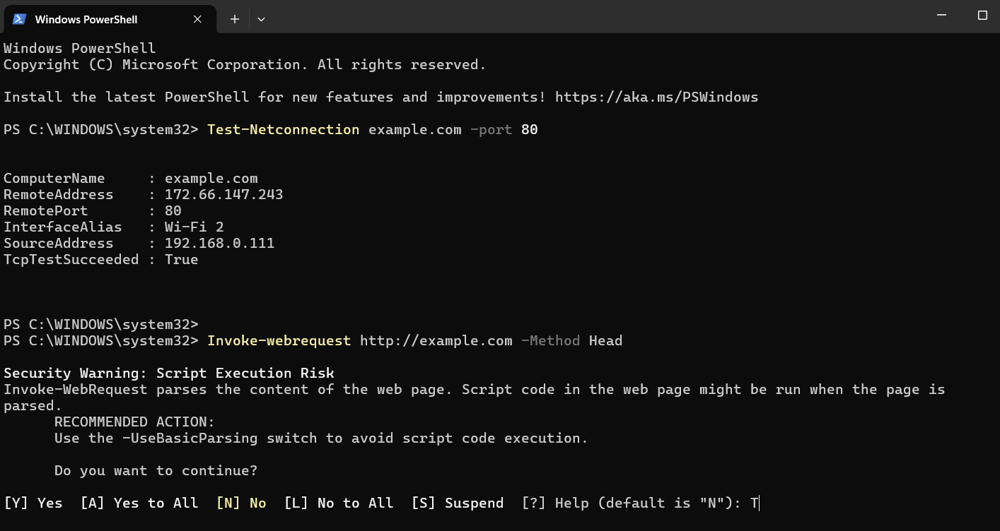 Windows PowerShell
Windows PowerShell
Copyright (C) Microsoft Corporation. All rights reserved.
Install the latest PowerShell for new features and improvements! https://aka.ms/PSWindows
PS C:\WINDOWS\system32> Test-Netconnection example.com -port 80
ComputerName     : example.com
RemoteAddress    : 172.66.147.243
RemotePort       : 80
InterfaceAlias   : Wi-Fi 2
SourceAddress    : 192.168.0.111
TcpTestSucceeded : True
PS C:\WINDOWS\system32>
PS C:\WINDOWS\system32> Invoke-webrequest http://example.com -Method Head
Security Warning: Script Execution Risk
Invoke-WebRequest parses the content of the web page. Script code in the web page might be run when the page is
parsed.
      RECOMMENDED ACTION:
      Use the -UseBasicParsing switch to avoid script code execution.
      Do you want to continue?
[Y] Yes  [A] Yes to All  [N] No  [L] No to All  [S] Suspend  [?] Help (default is "N"): T